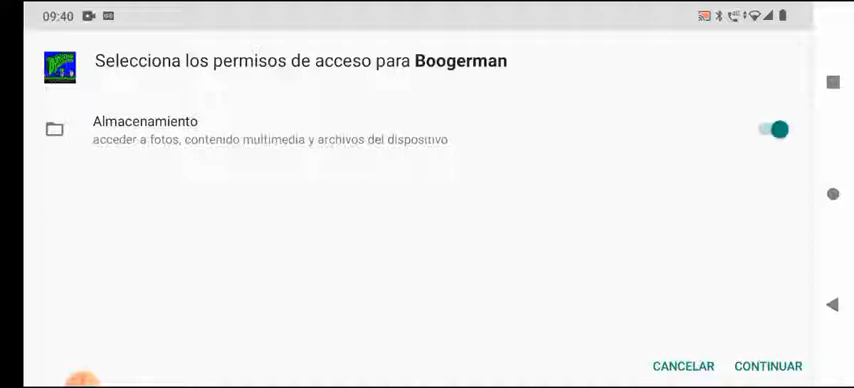 09:40
Selecciona los permisos de acceso para Boogerman
Almacenamiento
acceder a fotos, contenido multimedia y archivos del dispositivo
CANCELAR CONTINUAR